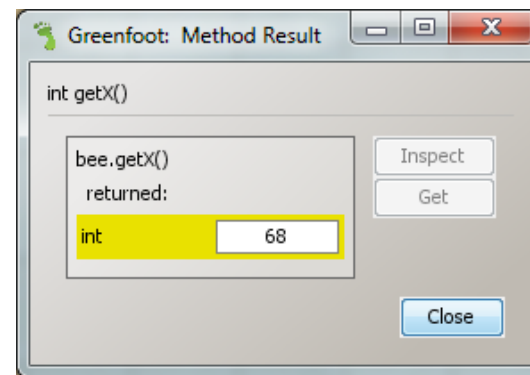 Greenfoot: Method Result
int getX()
bee.getX()
returned:
int 68
Inspect
Get
Close